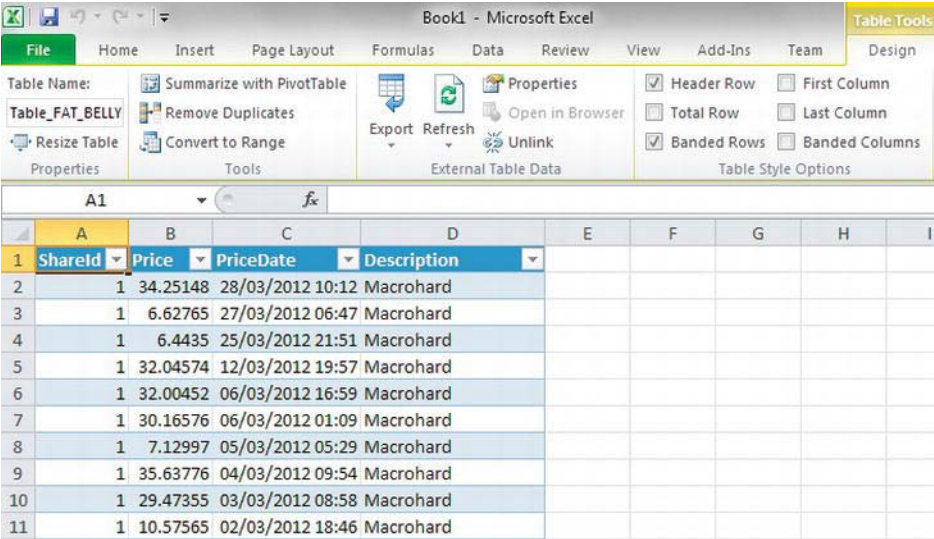 Book1 - Microsoft Excel
Table Tools
File Home Insert Page Layout Formulas Data Review View Add-Ins Team Design
Table Name: Summarize with PivotTable Properties Header Row First Column
Table_FAT_BELLY Remove Duplicates Export Refresh Open in Browser Total Row Last Column
Resize Table Convert to Range Unlink Banded Rows Banded Columns
Properties Tools External Table Data Table Style Options
A1 fx
A B C D E F G H I
1 ShareId Price PriceDate Description
2 1 34.25148 28/03/2012 10:12 Macrohard
3 1 6.62765 27/03/2012 06:47 Macrohard
4 1 6.4435 25/03/2012 21:51 Macrohard
5 1 32.04574 12/03/2012 19:57 Macrohard
6 1 32.00452 06/03/2012 16:59 Macrohard
7 1 30.16576 06/03/2012 01:09 Macrohard
8 1 7.12997 05/03/2012 05:29 Macrohard
9 1 35.63776 04/03/2012 09:54 Macrohard
10 1 29.47355 03/03/2012 08:58 Macrohard
11 1 10.57565 02/03/2012 18:46 Macrohard